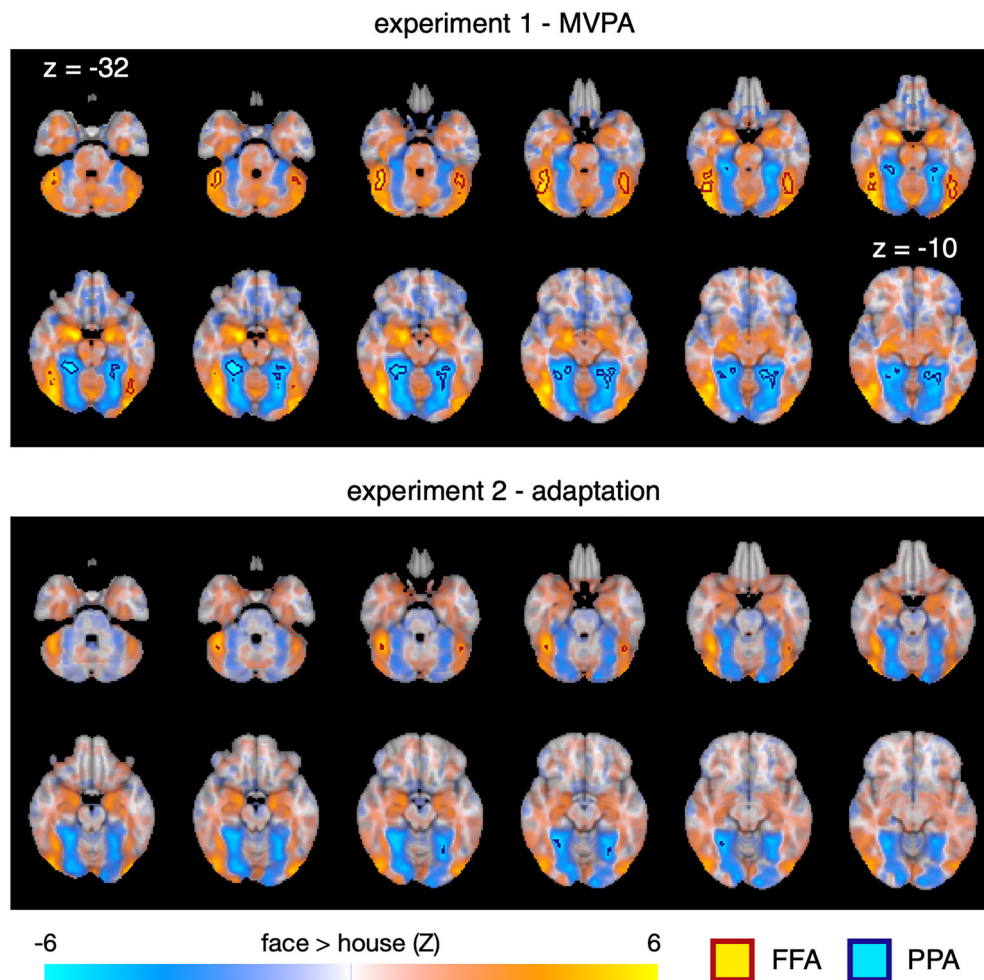 experiment 1 - MVPA
z = -32
z = -10
experiment 2 - adaptation
-6 face > house (Z) 6
FFA PPA